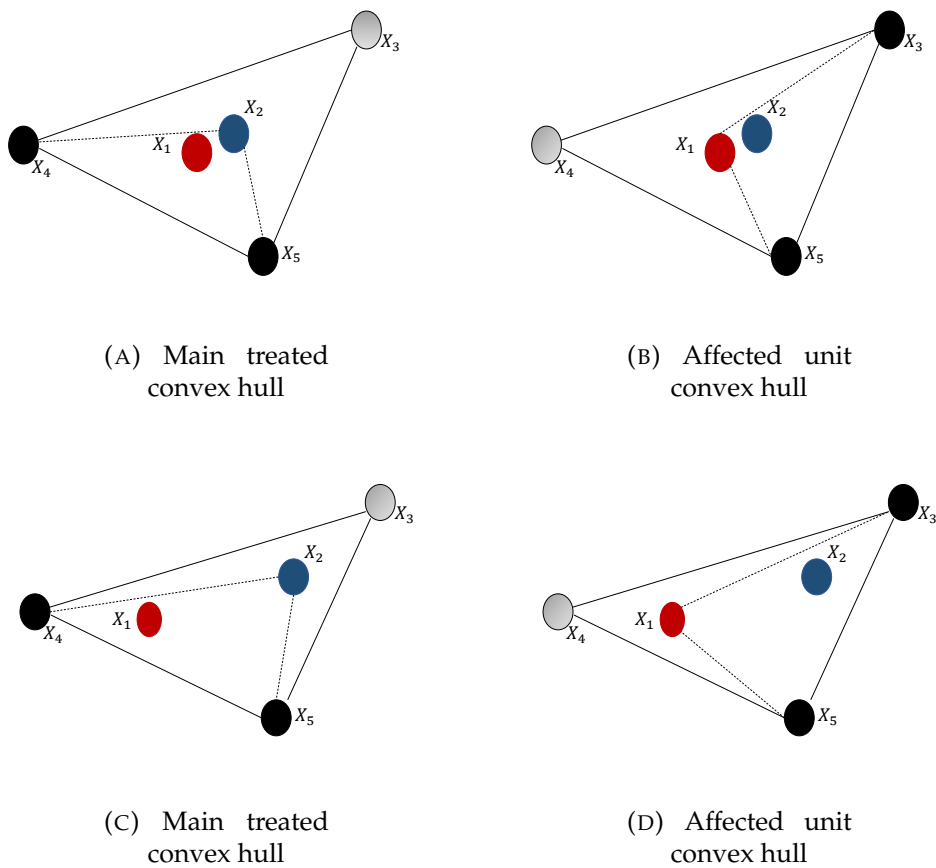 X₃
X₂
X₁
X₄
X₅
(A) Main treated
convex hull
X₃
X₂
X₁
X₄
X₅
(B) Affected unit
convex hull
X₃
X₂
X₁
X₄
X₅
(C) Main treated
convex hull
X₃
X₂
X₁
X₄
X₅
(D) Affected unit
convex hull